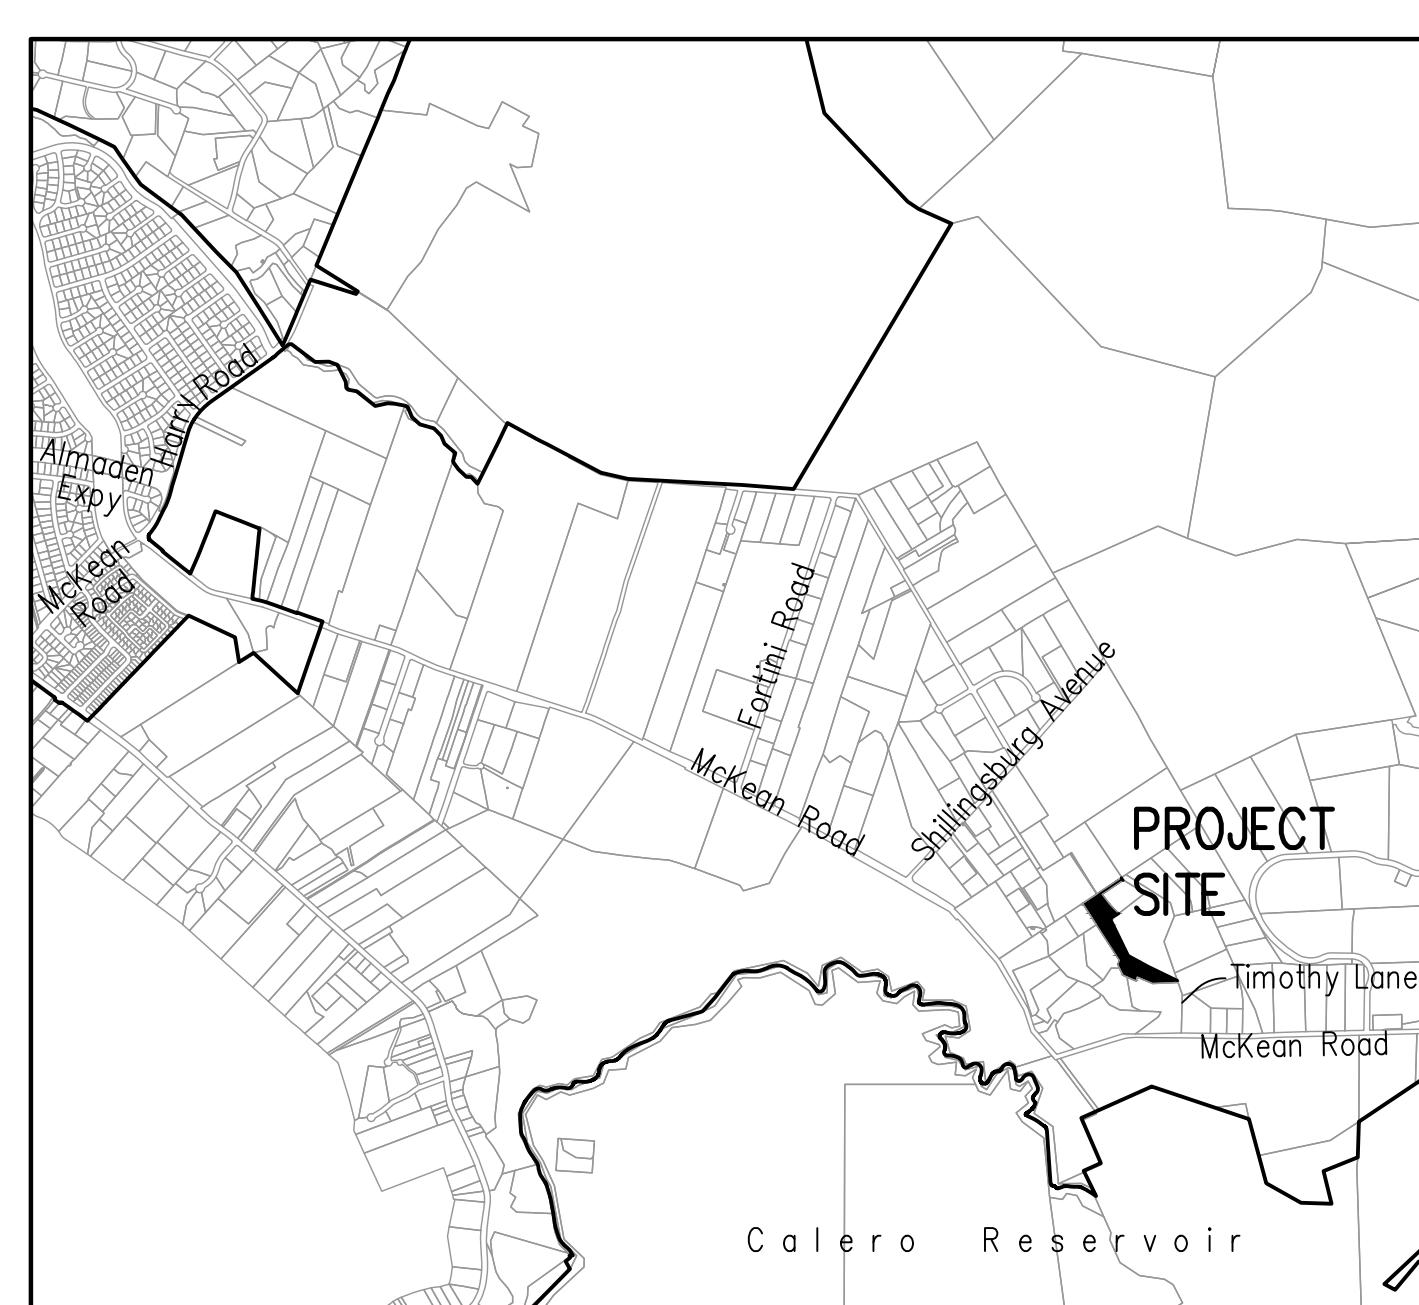 Harry Road
Almaden
Expy
McKean
Road
Fortini Road
Shillingsburg Avenue
McKean Road
PROJECT
SITE
Timothy Lane
McKean Road
Calero Reservoir